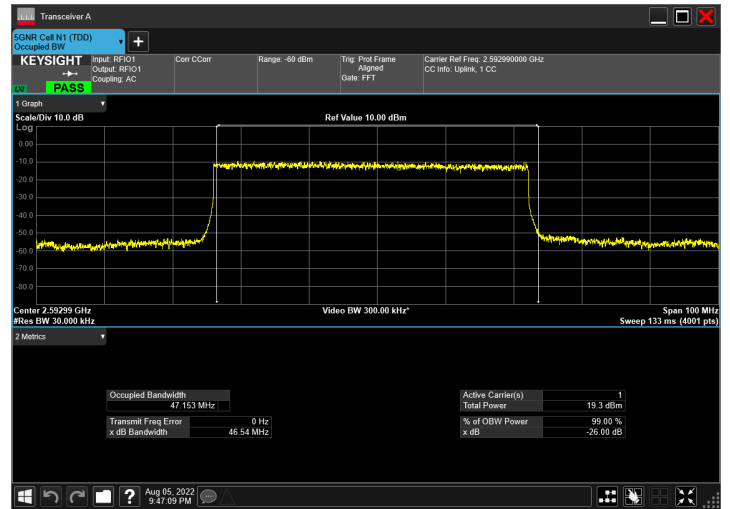 Transceiver A
5GNR Cell N1 (TDD)
Occupied BW
KEYSIGHT
LXI
PASS
Input: RFIO1
Output: RFIO1
Coupling: AC
Corr CCorr
Range: -60 dBm
Trig: Prot Frame
Aligned
Gate: FFT
Carrier Ref Freq: 2.592990000 GHz
CC Info: Uplink, 1 CC
1 Graph
Scale/Div 10.0 dB
Ref Value 10.00 dBm
Log
0.00
-10.0
-20.0
-30.0
-40.0
-50.0
-60.0
-70.0
-80.0
Center 2.59299 GHz
Video BW 300.00 kHz*
Span 100 MHz
#Res BW 30.000 kHz
Sweep 133 ms (4001 pts)
2 Metrics
Occupied Bandwidth
47.153 MHz
Transmit Freq Error 0 Hz
x dB Bandwidth 46.54 MHz
Active Carrier(s) 1
Total Power 19.3 dBm
% of OBW Power 99.00 %
x dB -26.00 dB
Aug 05, 2022
9:47:09 PM